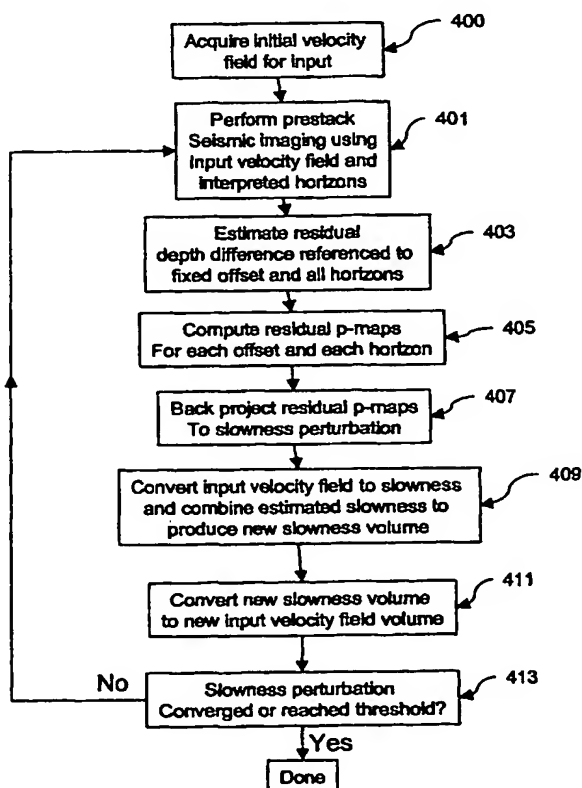 400
Acquire initial velocity
field for input
401
Perform prestack
Seismic imaging using
input velocity field and
interpreted horizons
403
Estimate residual
depth difference referenced to
fixed offset and all horizons
405
Compute residual p-maps
For each offset and each horizon
407
Back project residual p-maps
To slowness perturbation
409
Convert input velocity field to slowness
and combine estimated slowness to
produce new slowness volume
411
Convert new slowness volume
to new input velocity field volume
413
No
Slowness perturbation
Converged or reached threshold?
Yes
Done